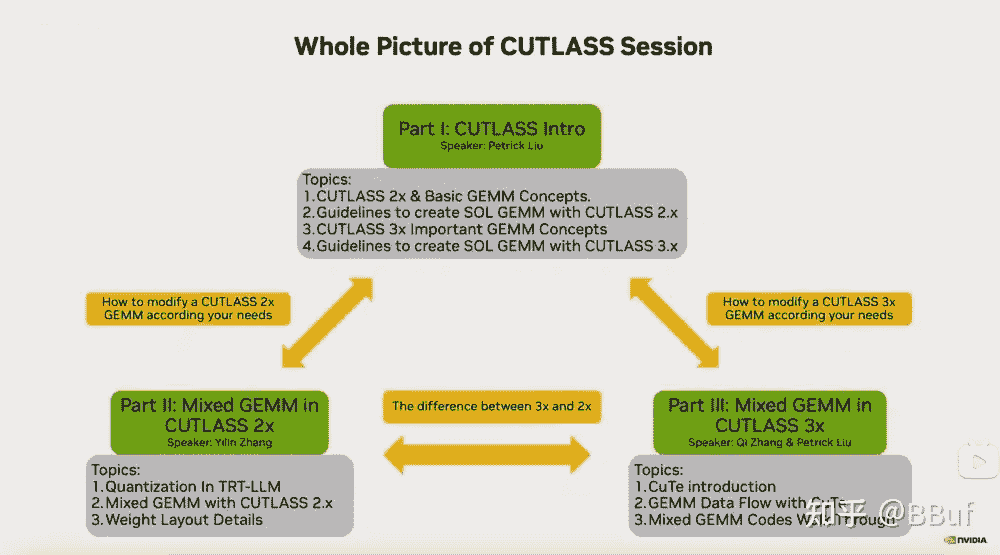 Whole Picture of CUTLASS Session
Part I: CUTLASS Intro
Speaker: Petrick Liu
Topics:
1.CUTLASS 2x & Basic GEMM Concepts.
2.Guidelines to create SOL GEMM with CUTLASS 2.x
3.CUTLASS 3x Important GEMM Concepts
4.Guidelines to create SOL GEMM with CUTLASS 3.x
How to modify a CUTLASS 2x
GEMM according your needs
How to modify a CUTLASS 3x
GEMM according your needs
Part II: Mixed GEMM in
CUTLASS 2x
Speaker: Yilin Zhang
Topics:
1.Quantization In TRT-LLM
2.Mixed GEMM with CUTLASS 2.x
3.Weight Layout Details
The difference between 3x and 2x
Part III: Mixed GEMM in
CUTLASS 3x
Speaker: Qi Zhang & Petrick Liu
Topics:
1.CuTe introduction
2.GEMM Data Flow with CuTe
3.Mixed GEMM Codes Walk Through
知乎 @BBuf
NVIDIA